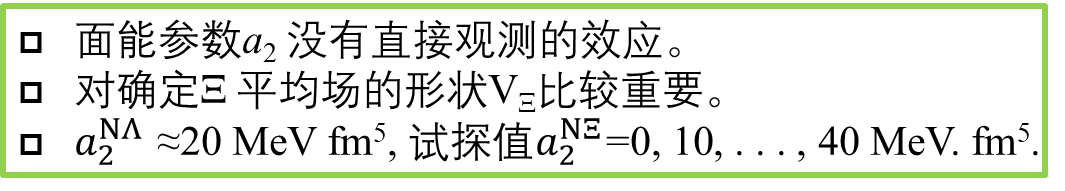 □ 面能参数a₂ 没有直接观测的效应。
□ 对确定Ξ 平均场的形状V_Ξ比较重要。
□ a₂^NΛ ≈20 MeV fm⁵, 试探值a₂^NΞ=0, 10, . . . , 40 MeV. fm⁵.